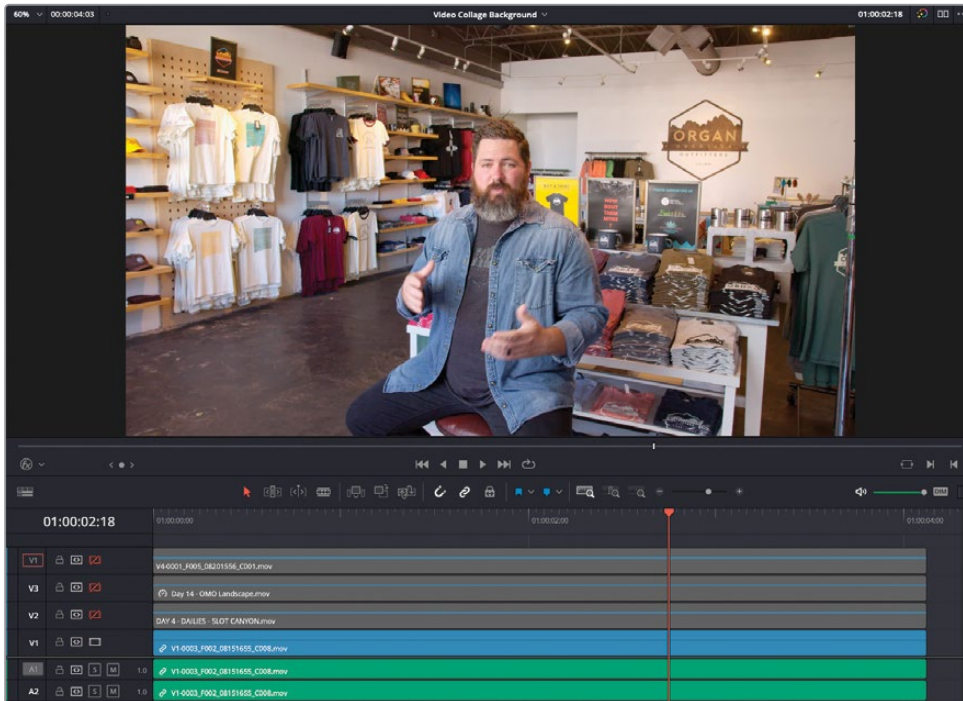 60% 00:00:04:03 Video Collage Background 01:00:02:18
ORGAN
OUTFITTERS
01:00:02:18 01:00:00:00 01:00:02:00 01:00:04:00
DIM
V1 V4-0001_F005_08201556_C001.mov
V3 Day 14 - OMO Landscape.mov
V2 DAY 4 - DAILIES - SLOT CANYON.mov
V1 V1-0003_F002_08151655_C008.mov
A1 S M 1.0 V1-0003_F002_08151655_C008.mov
A2 S M 1.0 V1-0003_F002_08151655_C008.mov